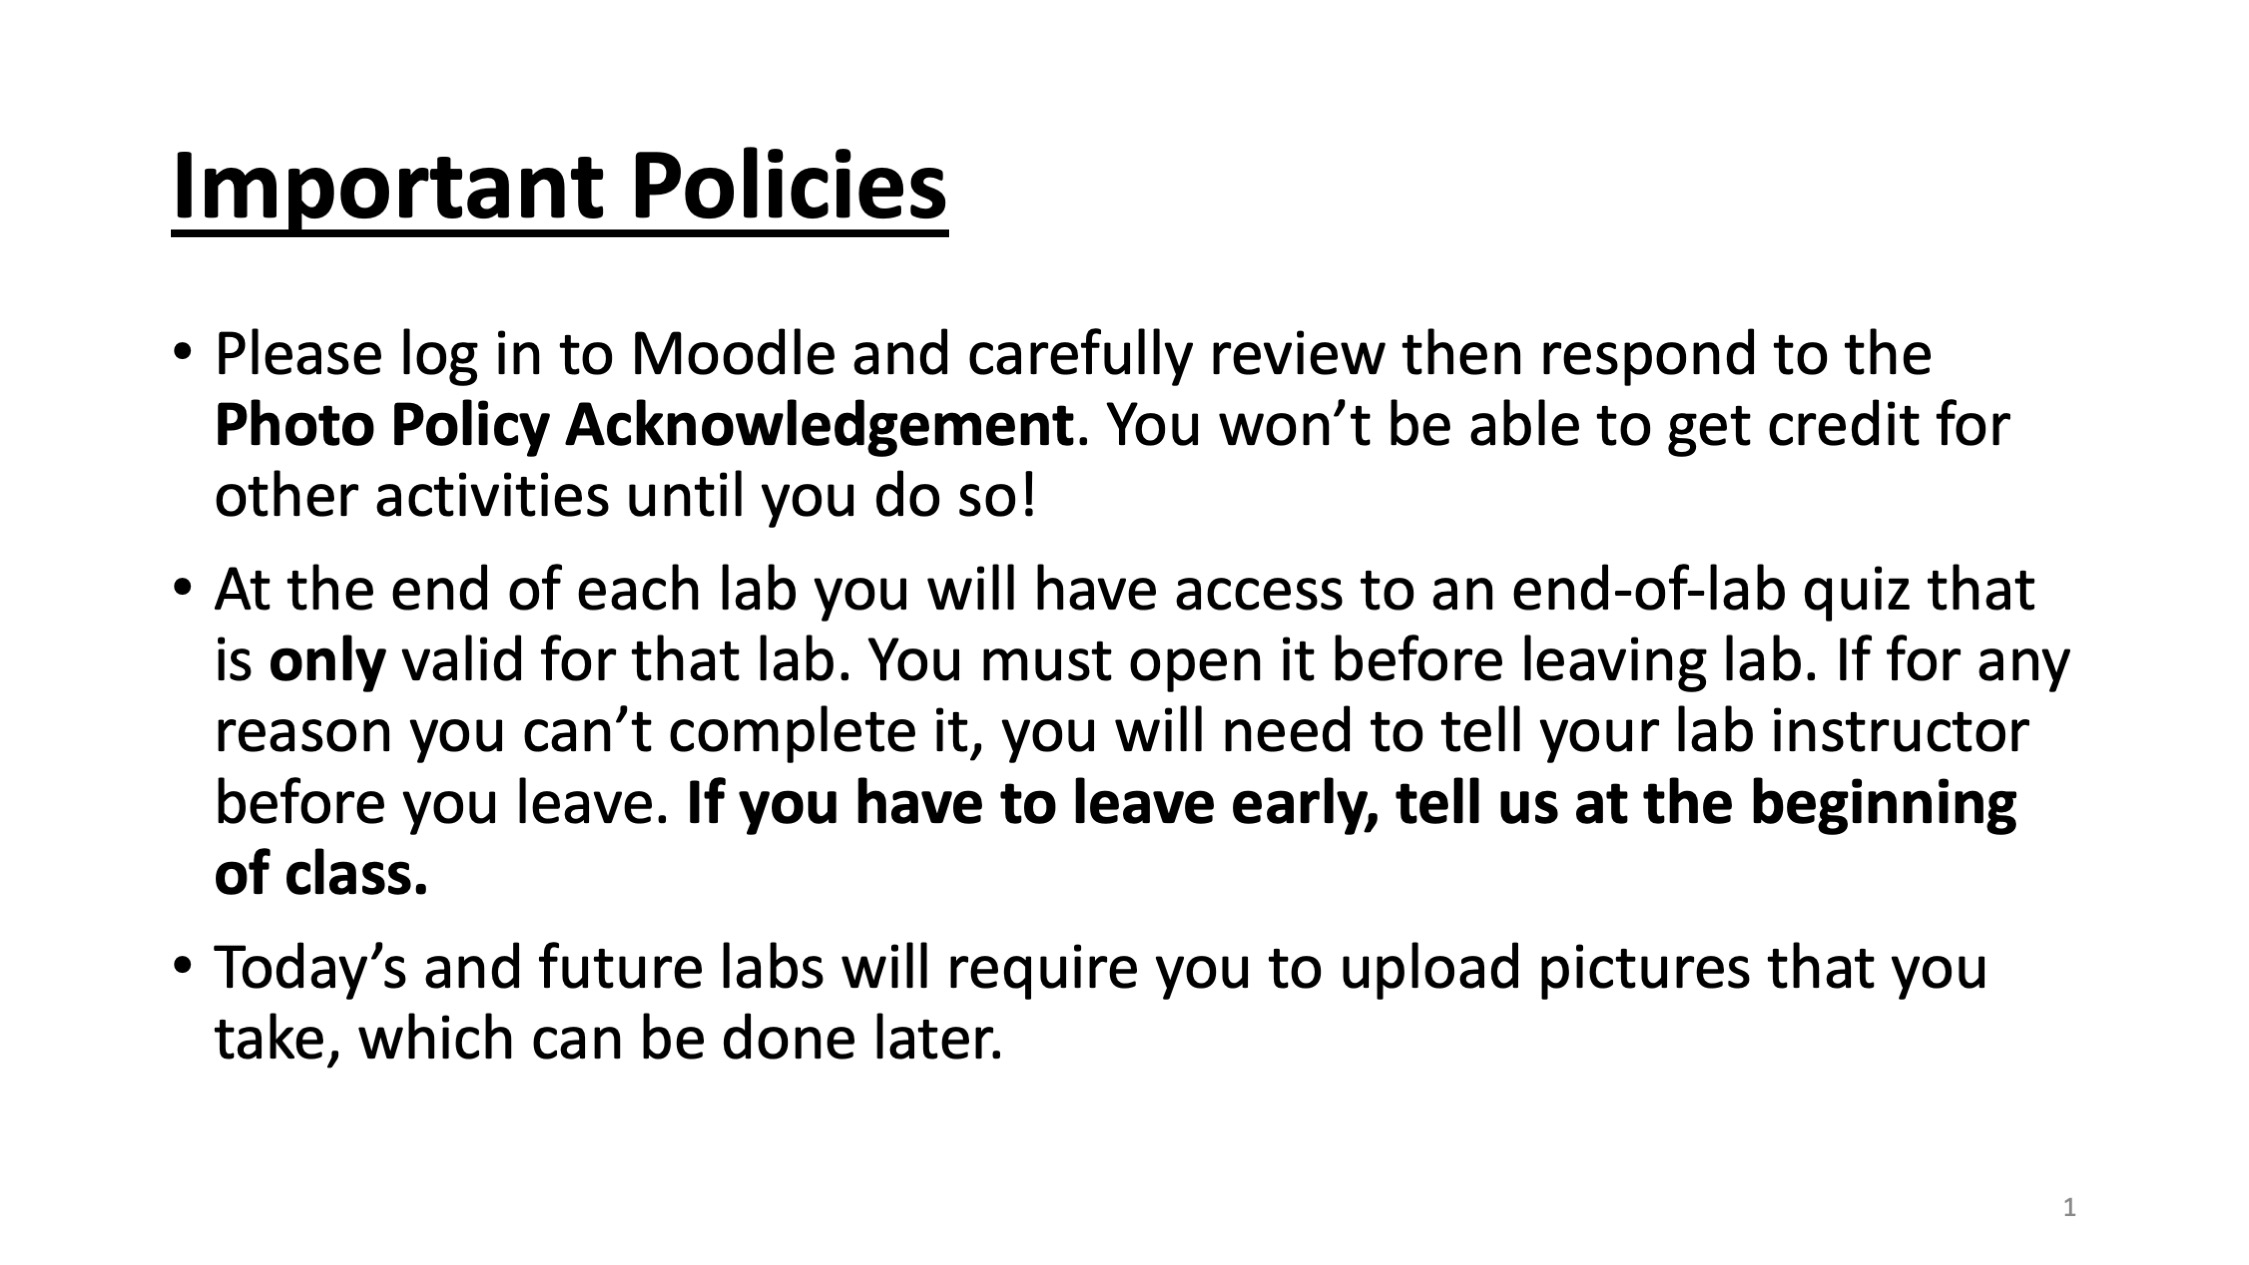 Important Policies
• Please log in to Moodle and carefully review then respond to the
Photo Policy Acknowledgement. You won’t be able to get credit for
other activities until you do so!
• At the end of each lab you will have access to an end-of-lab quiz that
is only valid for that lab. You must open it before leaving lab. If for any
reason you can’t complete it, you will need to tell your lab instructor
before you leave. If you have to leave early, tell us at the beginning
of class.
• Today’s and future labs will require you to upload pictures that you
take, which can be done later.
1